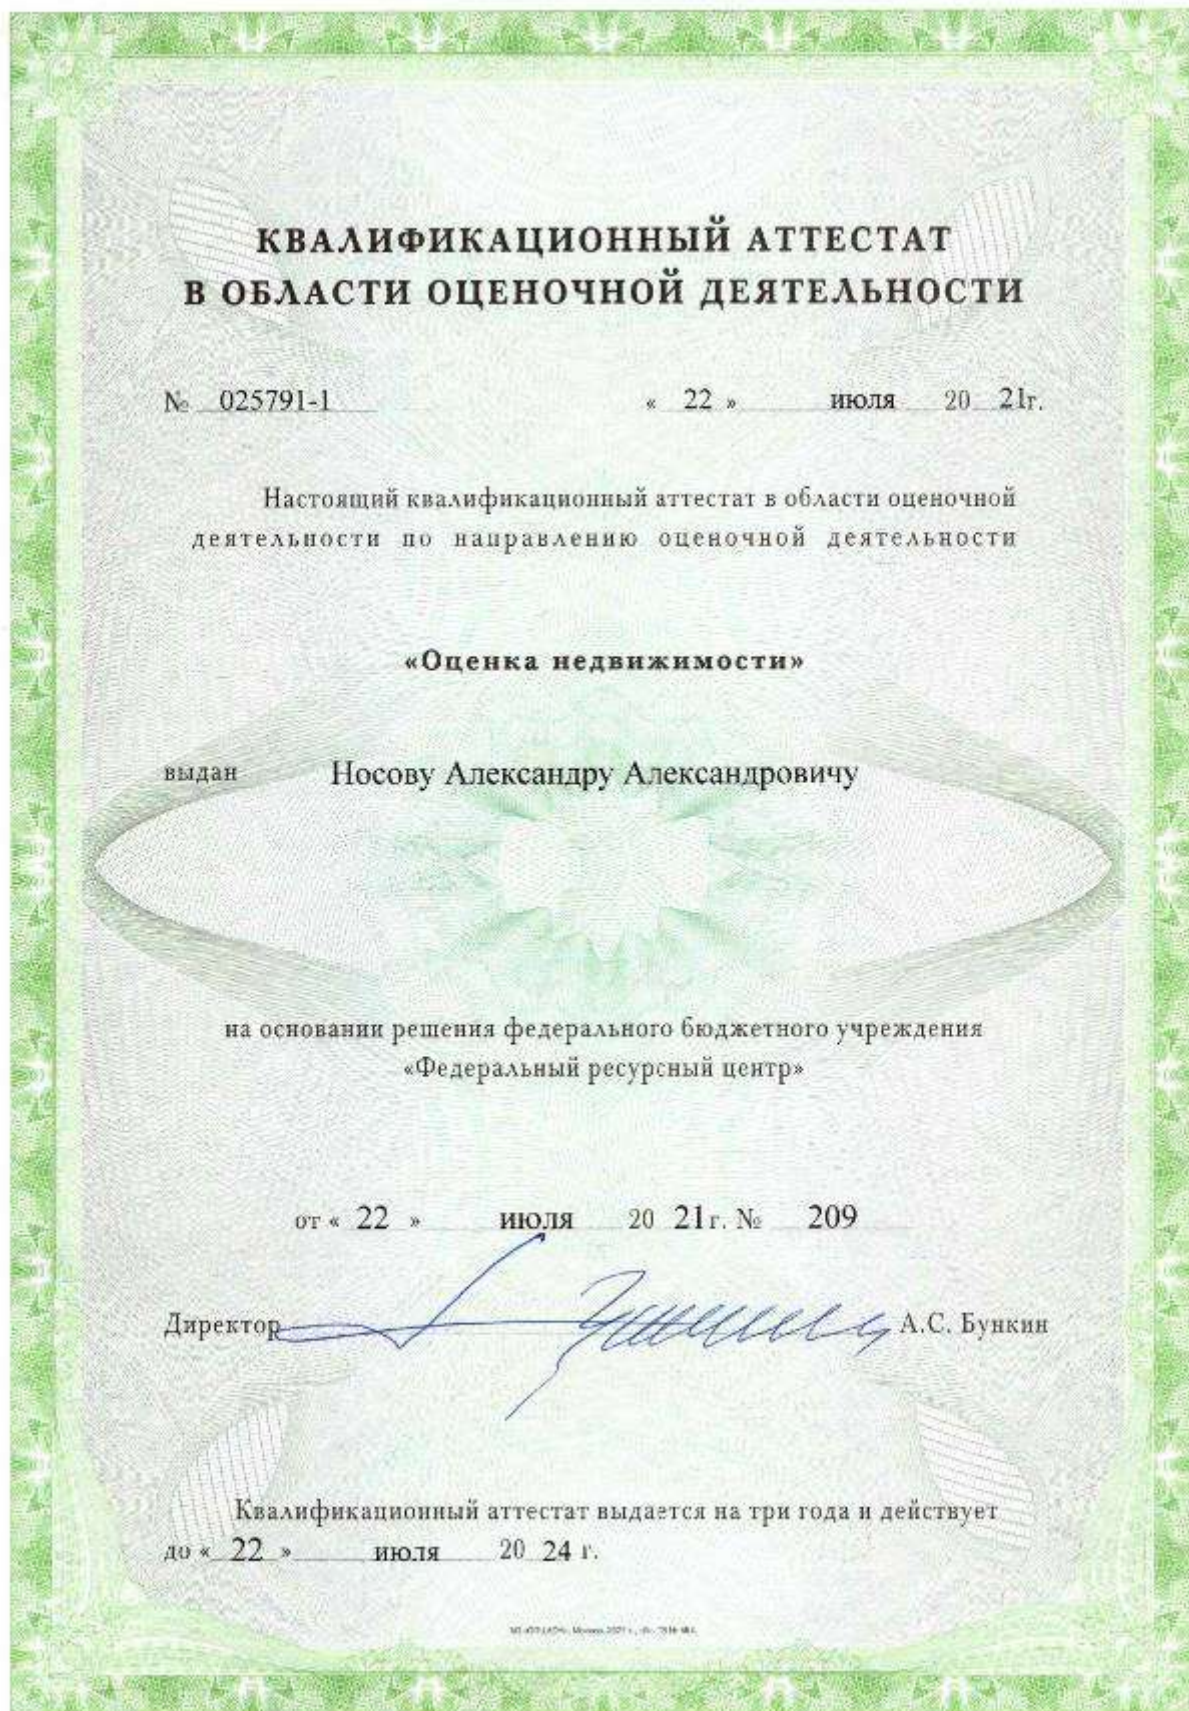 КВАЛИФИКАЦИОННЫЙ АТТЕСТАТ
В ОБЛАСТИ ОЦЕНОЧНОЙ ДЕЯТЕЛЬНОСТИ
№ 025791-1 « 22 » июля 20 21г.
Настоящий квалификационный аттестат в области оценочной
деятельности по направлению оценочной деятельности
«Оценка недвижимости»
выдан Носову Александру Александровичу
на основании решения федерального бюджетного учреждения
«Федеральный ресурсный центр»
от « 22 » июля 20 21г. № 209
Директор А.С. Бункин
Квалификационный аттестат выдается на три года и действует
до « 22 » июля 20 24 г.